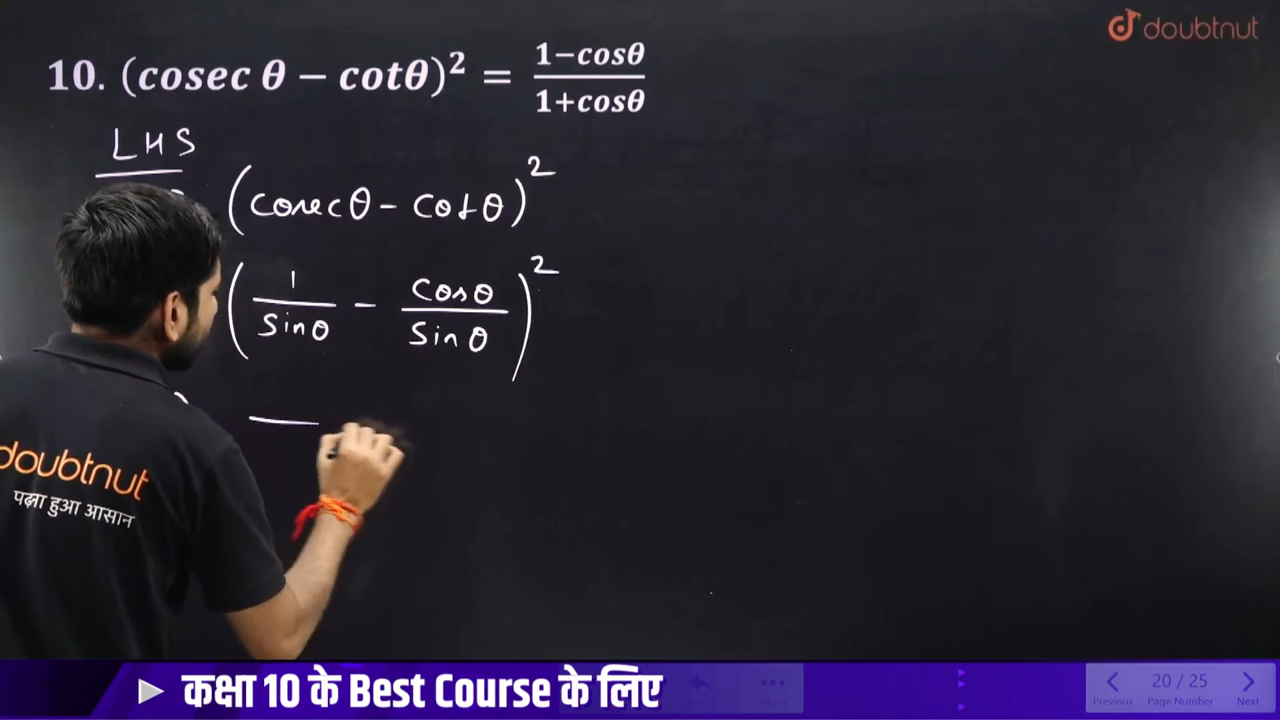 doubtnut
10. (cosec θ − cotθ)² = 1−cosθ / 1+cosθ
LHS
(cosecθ − cotθ)²
(1/sinθ − cosθ/sinθ)²
doubtnut
पढ़ना हुआ आसान
कक्षा 10 के Best Course के लिए
20 / 25
Previous Page Number Next